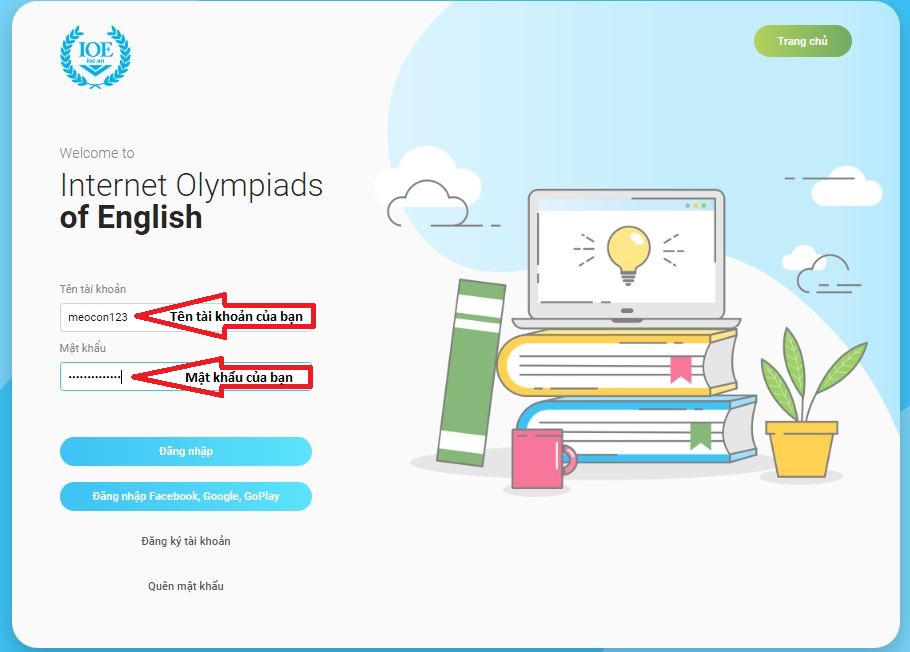 IOE
ioe.vn
Trang chủ
Welcome to
Internet Olympiads
of English
Tên tài khoản
meocon123
Tên tài khoản của bạn
Mật khẩu
Mật khẩu của bạn
Đăng nhập
Đăng nhập Facebook, Google, GoPlay
Đăng ký tài khoản
Quên mật khẩu